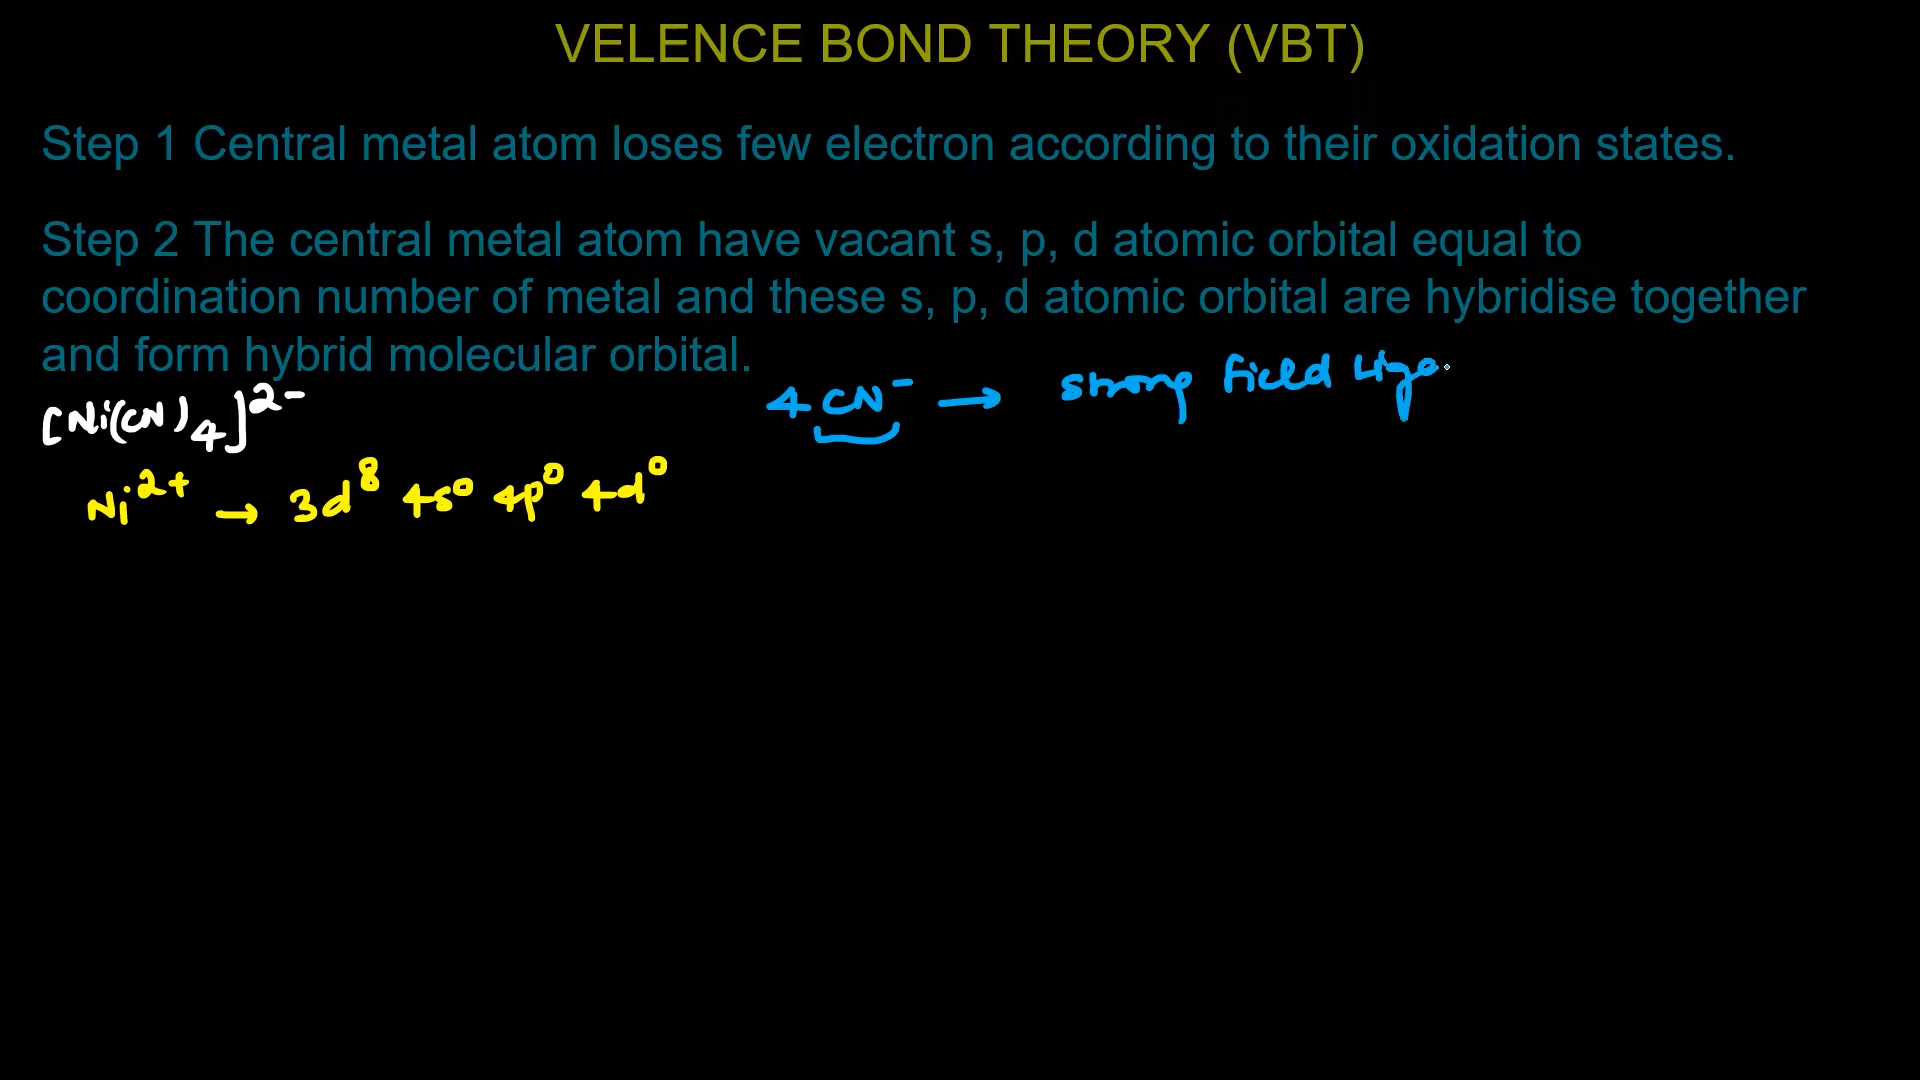 VELENCE BOND THEORY (VBT)
Step 1 Central metal atom loses few electron according to their oxidation states.
Step 2 The central metal atom have vacant s, p, d atomic orbital equal to
coordination number of metal and these s, p, d atomic orbital are hybridise together
and form hybrid molecular orbital.
4 CN⁻ → strong field Liga
[Ni(CN)₄]²⁻
Ni²⁺ → 3d⁸ 4s⁰ 4p⁰ 4d⁰